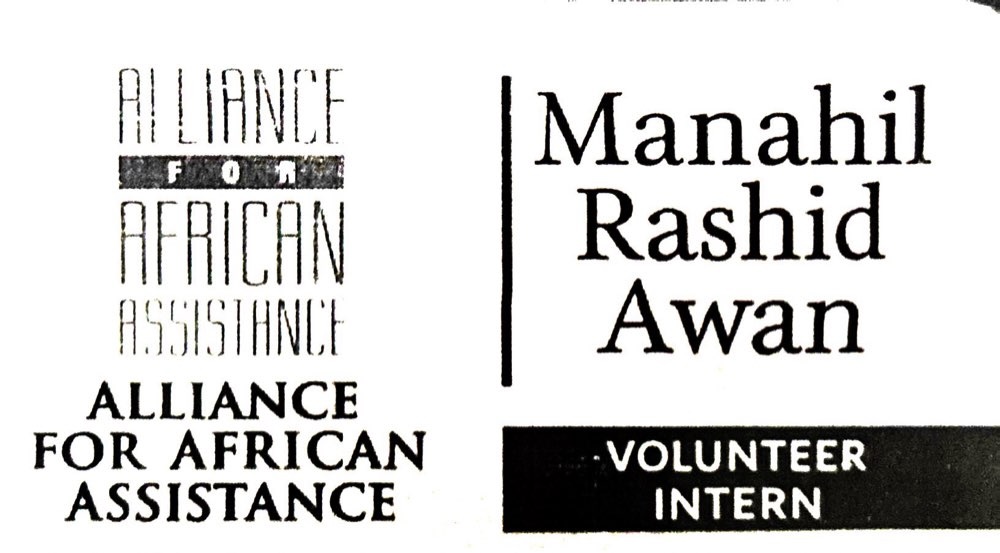 ALLIANCE
FOR
AFRICAN
ASSISTANCE
ALLIANCE
FOR AFRICAN
ASSISTANCE
Manahil
Rashid
Awan
VOLUNTEER
INTERN